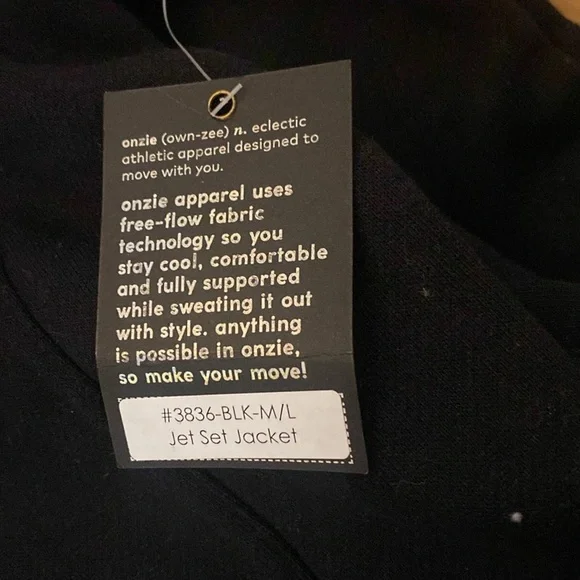 onzie (own-zee) n. eclectic
athletic apparel designed to
move with you.
onzie apparel uses
free-flow fabric
technology so you
stay cool, comfortable
and fully supported
while sweating it out
with style. anything
is possible in onzie,
so make your move!
#3836-BLK-M/L
Jet Set Jacket